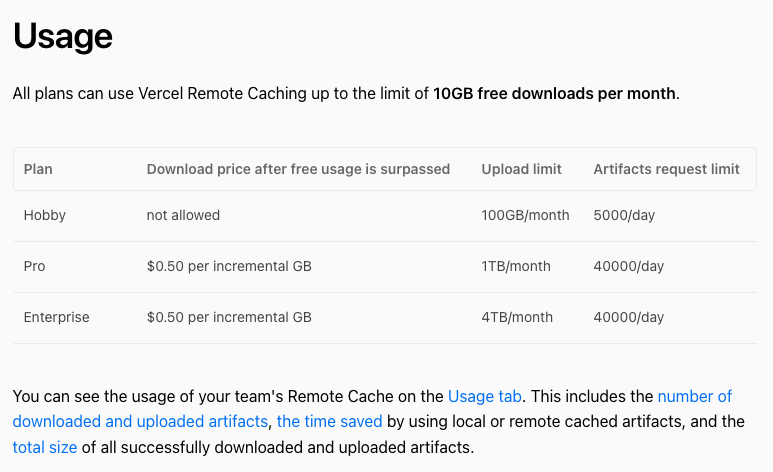 Usage
All plans can use Vercel Remote Caching up to the limit of 10GB free downloads per month.
Plan Download price after free usage is surpassed Upload limit Artifacts request limit
Hobby not allowed 100GB/month 5000/day
Pro $0.50 per incremental GB 1TB/month 40000/day
Enterprise $0.50 per incremental GB 4TB/month 40000/day
You can see the usage of your team's Remote Cache on the Usage tab. This includes the number of
downloaded and uploaded artifacts, the time saved by using local or remote cached artifacts, and the
total size of all successfully downloaded and uploaded artifacts.